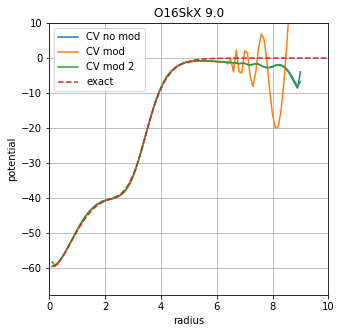 O16SkX 9.0
CV no mod
CV mod
CV mod 2
exact
potential
10
0
−10
−20
−30
−40
−50
−60
0 2 4 6 8 10
radius